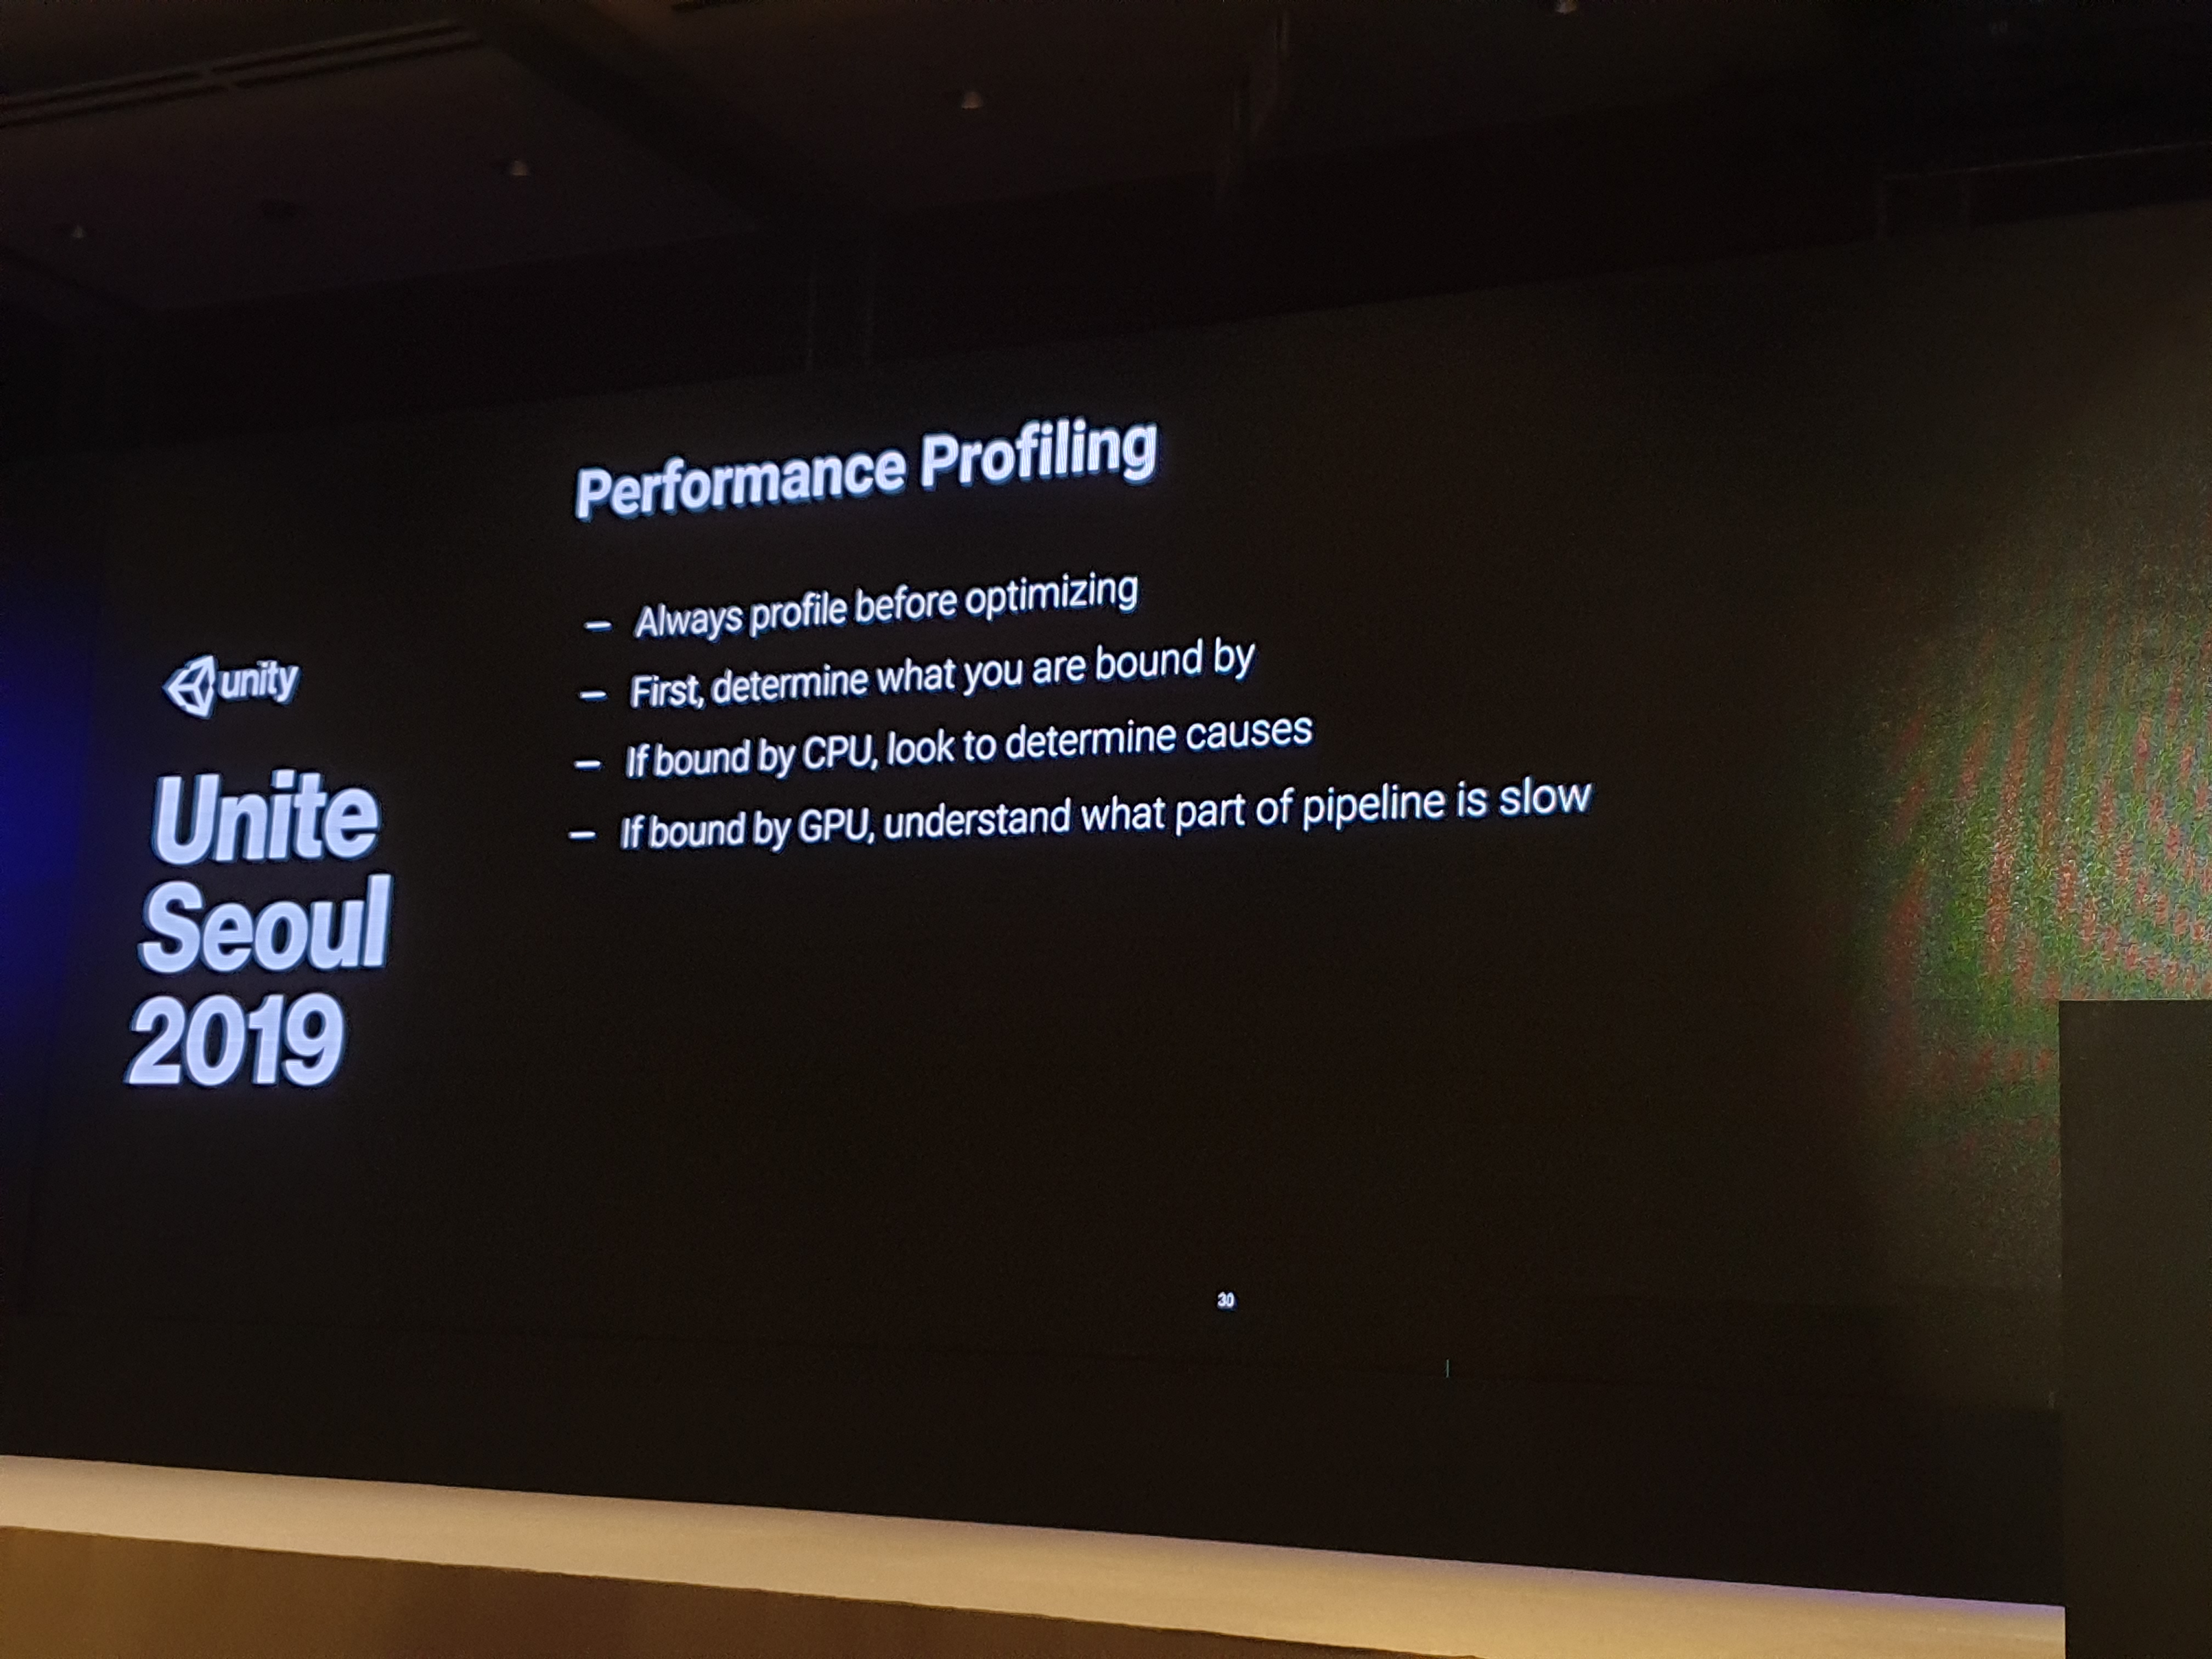 Performance Profiling
– Always profile before optimizing
– First, determine what you are bound by
– If bound by CPU, look to determine causes
– If bound by GPU, understand what part of pipeline is slow
unity
Unite
Seoul
2019
30